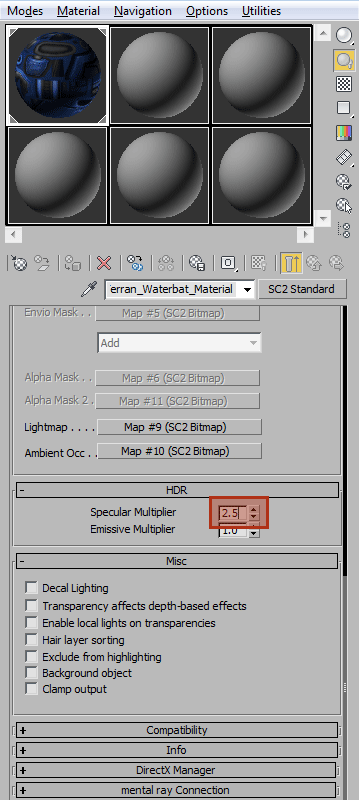 Modes Material Navigation Options Utilities
erran_Waterbat_Material SC2 Standard
Envio Mask . . Map #5 (SC2 Bitmap)
Add
Alpha Mask . . Map #6 (SC2 Bitmap)
Alpha Mask 2 . Map #11 (SC2 Bitmap)
Lightmap . . . . Map #9 (SC2 Bitmap)
Ambient Occ . . Map #10 (SC2 Bitmap)
- HDR
Specular Multiplier 2.5
Emissive Multiplier 1.0
- Misc
Decal Lighting
Transparency affects depth-based effects
Enable local lights on transparencies
Hair layer sorting
Exclude from highlighting
Background object
Clamp output
+ Compatibility
+ Info
+ DirectX Manager
+ mental ray Connection